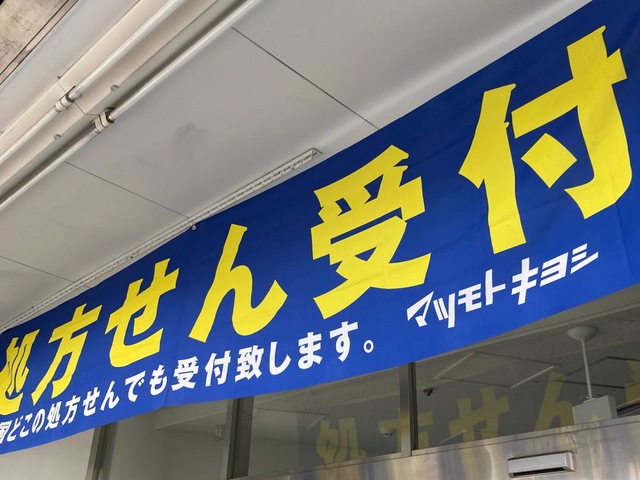 処方せん受付
国どこの処方せんでも受付致します。
マツモトキヨシ